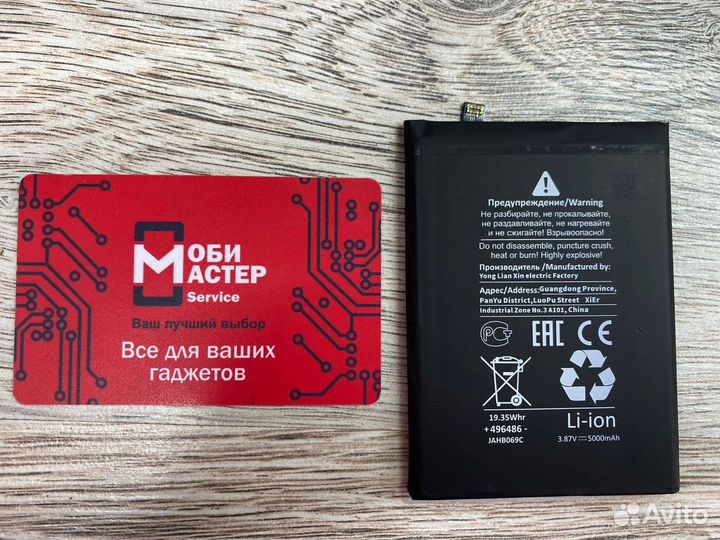 МОБИ
МАСТЕР
Service
Ваш лучший выбор
Все для ваших
гаджетов
Предупреждение/Warning
Не разбирайте, не прокалывайте,
не раздавливайте, не нагревайте
и не сжигайте! Взрывоопасно!
Do not disassemble, puncture crush,
heat or burn! Highly explosive!
Производитель /Manufactured by:
Yong Lian Xin electric Factory
Адрес/Address: Guangdong Province,
PanYu District,LuoPu Street XiEr
Industrial Zone No.3 A101, China
PC
EAC
CE
19.35Whr
+ 496486 -
JAHB069C
Li-ion
3.87V 5000mAh
Avito